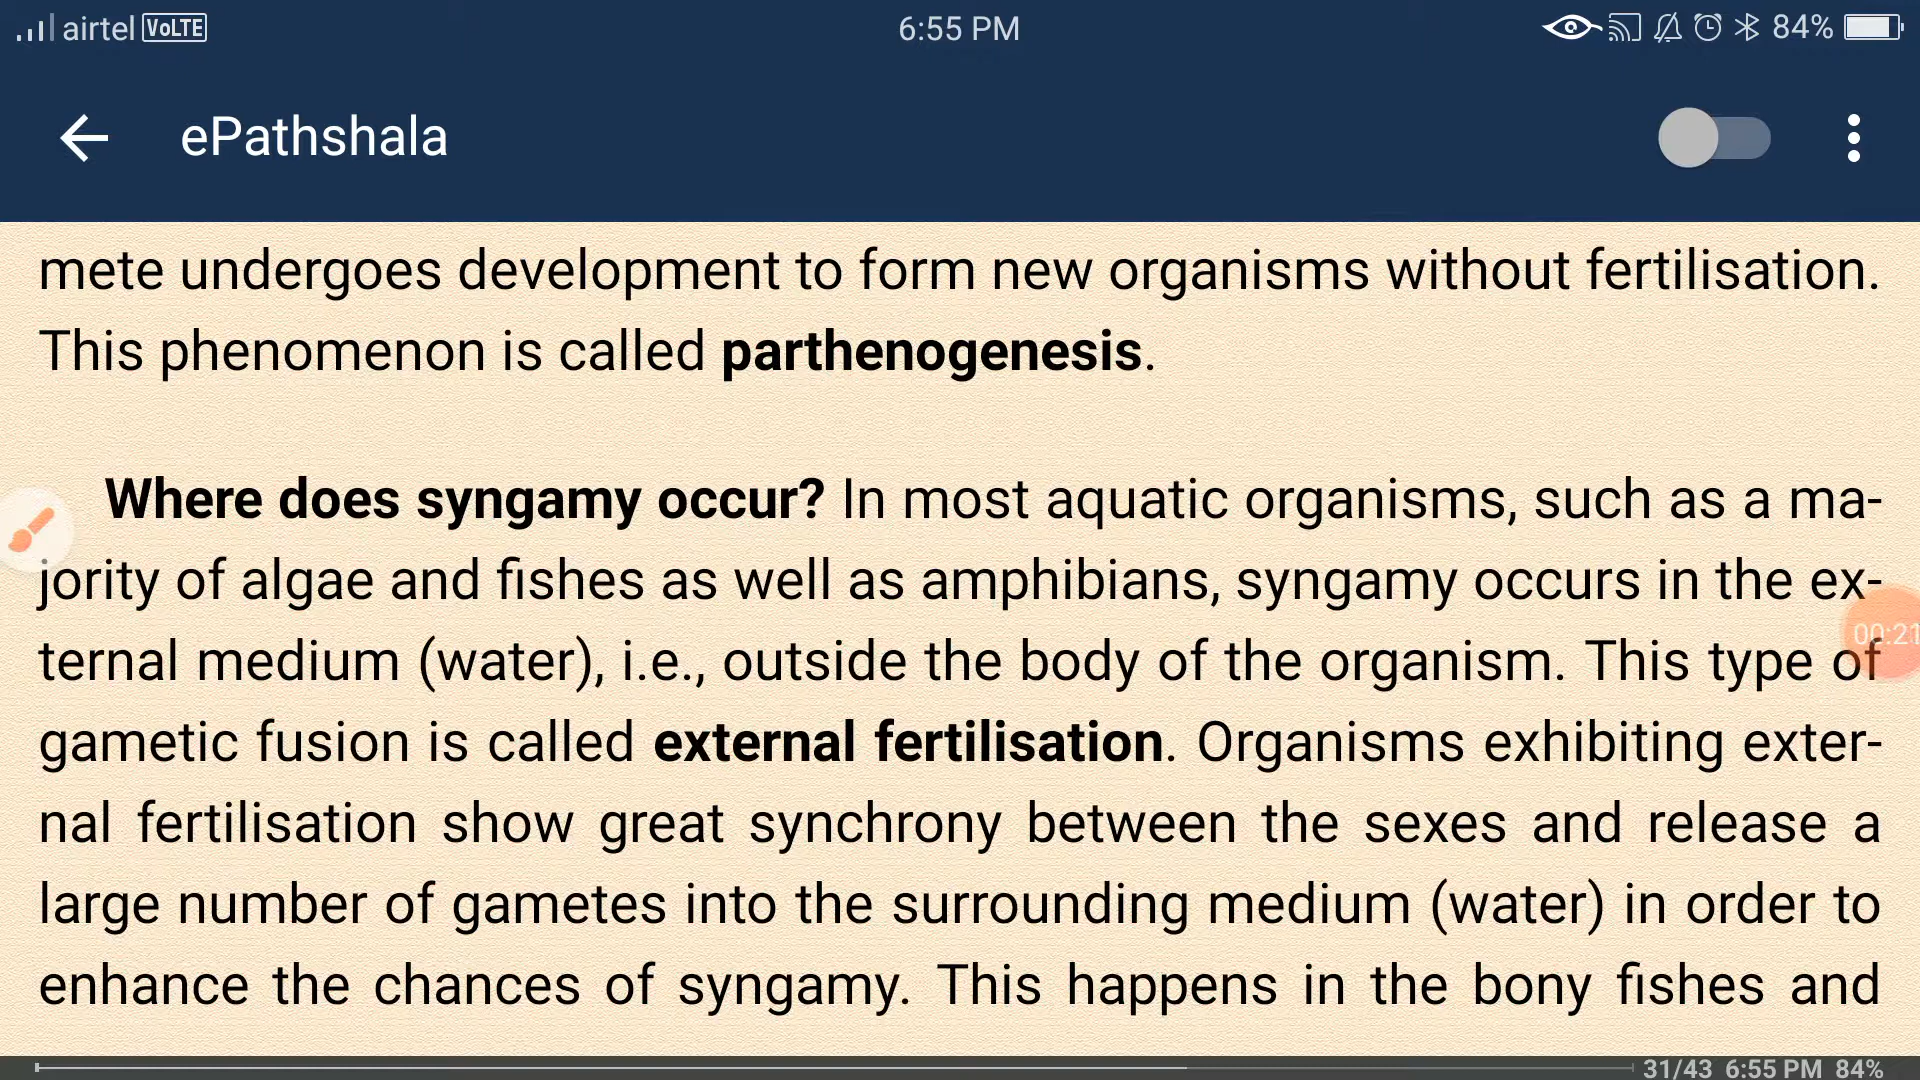 airtel VoLTE 6:55 PM 84%
ePathshala
mete undergoes development to form new organisms without fertilisation.
This phenomenon is called parthenogenesis.
Where does syngamy occur? In most aquatic organisms, such as a ma-
jority of algae and fishes as well as amphibians, syngamy occurs in the ex-
ternal medium (water), i.e., outside the body of the organism. This type of
00:21
gametic fusion is called external fertilisation. Organisms exhibiting exter-
nal fertilisation show great synchrony between the sexes and release a
large number of gametes into the surrounding medium (water) in order to
enhance the chances of syngamy. This happens in the bony fishes and
31/43 6:55 PM 84%